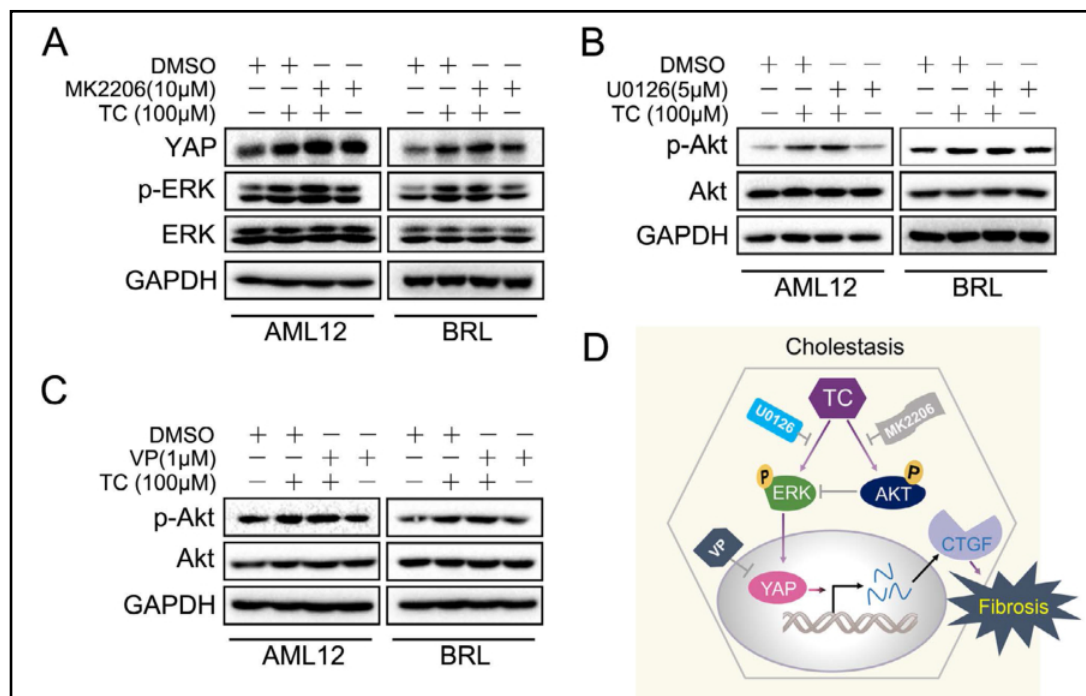 A
DMSO + + − − + + − −
MK2206(10μM) − − + + − − + +
TC (100μM) − + + − − + + −
YAP
p-ERK
ERK
GAPDH
AML12 BRL
B
DMSO + + − − + + − −
U0126(5μM) − − + + − − + +
TC (100μM) − + + − − + + −
p-Akt
Akt
GAPDH
AML12 BRL
C
DMSO + + − − + + − −
VP(1μM) − − + + − − + +
TC (100μM) − + + − − + + −
p-Akt
Akt
GAPDH
AML12 BRL
D
Cholestasis
TC
U0126
MK2206
P
ERK
P
AKT
VP
YAP
CTGF
Fibrosis